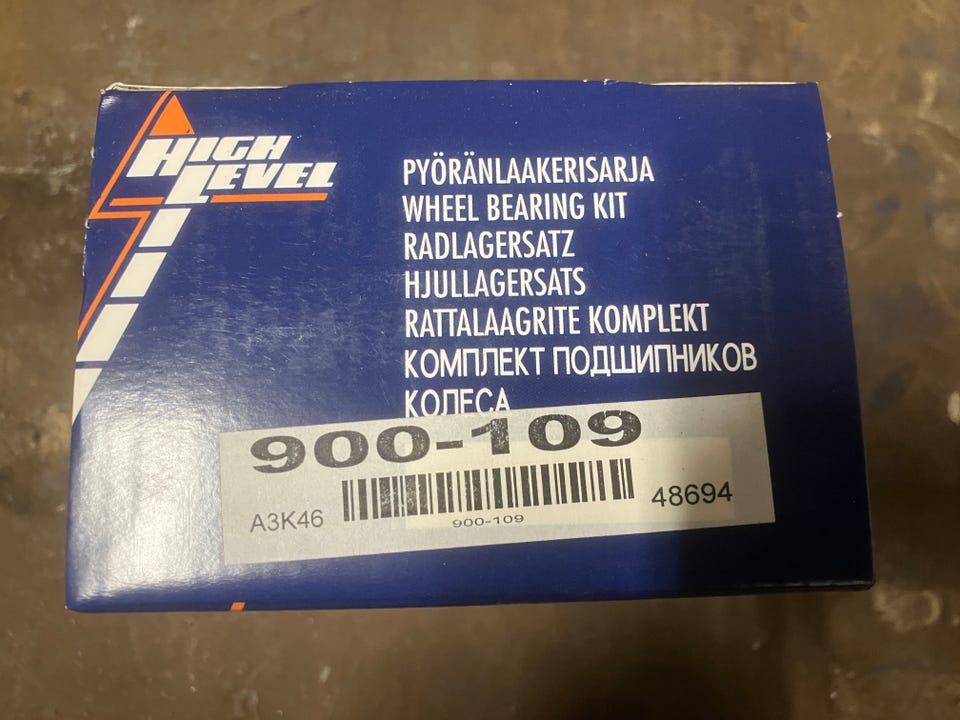 HIGH
LEVEL
PYÖRÄNLAAKERISARJA
WHEEL BEARING KIT
RADLAGERSATZ
HJULLAGERSATS
RATTALAAGRITE KOMPLEKT
КОМПЛЕКТ ПОДШИПНИКОВ
КОЛЕСА
900-109
A3K46
900-109
48694